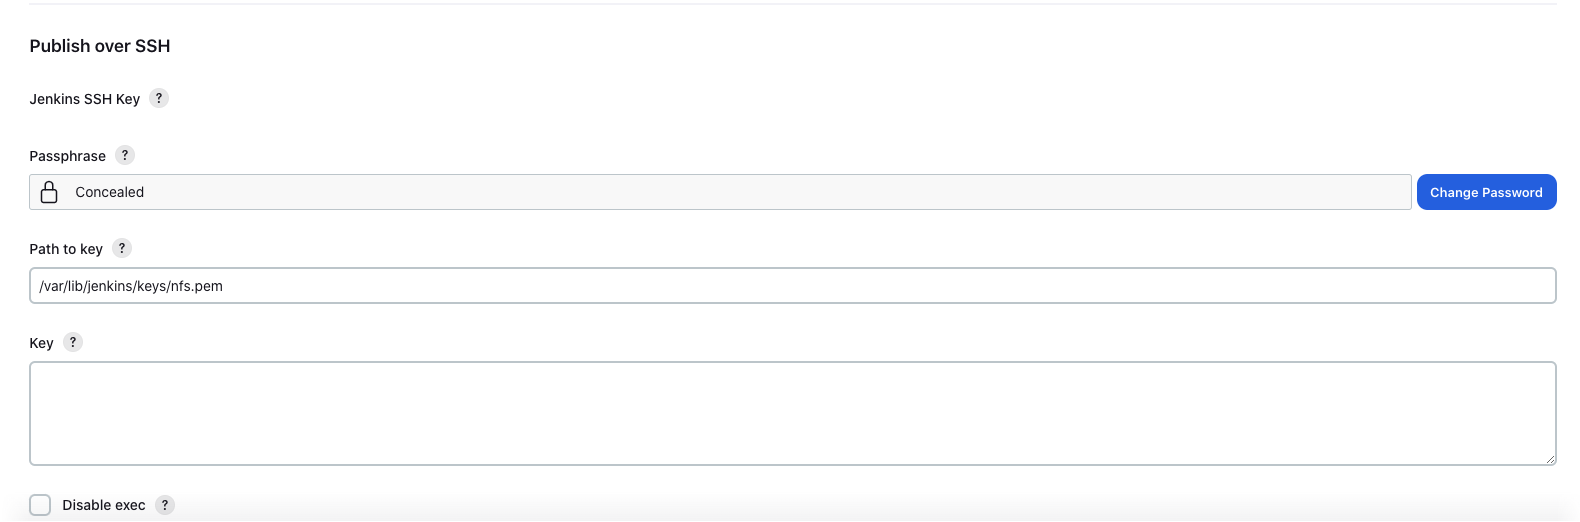 Publish over SSH
Jenkins SSH Key ?
Passphrase ?
Concealed
Change Password
Path to key ?
/var/lib/jenkins/keys/nfs.pem
Key ?
Disable exec ?